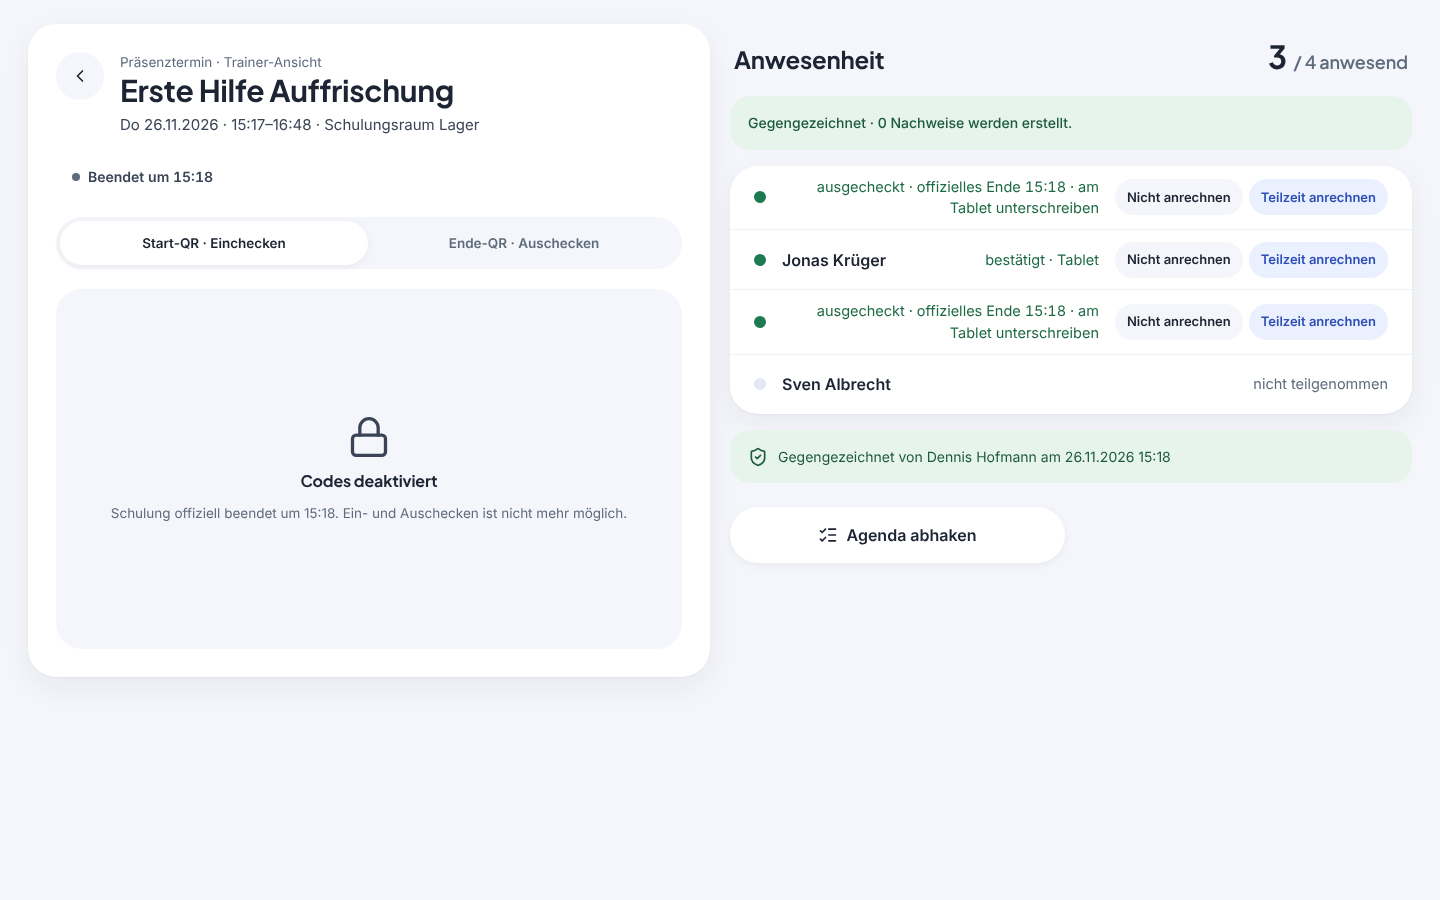 Präsenztermin · Trainer-Ansicht
Erste Hilfe Auffrischung
Do 26.11.2026 · 15:17–16:48 · Schulungsraum Lager
Beendet um 15:18
Start-QR · Einchecken
Ende-QR · Auschecken
Codes deaktiviert
Schulung offiziell beendet um 15:18. Ein- und Auschecken ist nicht mehr möglich.
Anwesenheit
3 / 4 anwesend
Gegengezeichnet · 0 Nachweise werden erstellt.
ausgecheckt · offizielles Ende 15:18 · am
Tablet unterschreiben
Nicht anrechnen
Teilzeit anrechnen
Jonas Krüger
bestätigt · Tablet
Nicht anrechnen
Teilzeit anrechnen
ausgecheckt · offizielles Ende 15:18 · am
Tablet unterschreiben
Nicht anrechnen
Teilzeit anrechnen
Sven Albrecht
nicht teilgenommen
Gegengezeichnet von Dennis Hofmann am 26.11.2026 15:18
Agenda abhaken